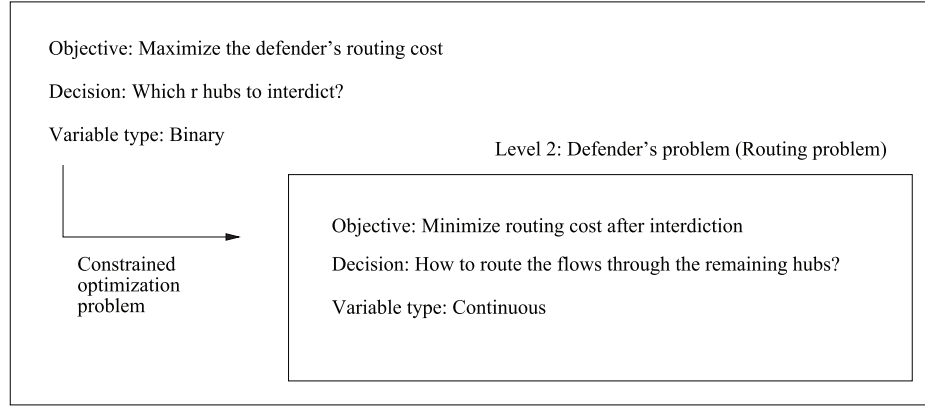 Objective: Maximize the defender's routing cost
Decision: Which r hubs to interdict?
Variable type: Binary
Level 2: Defender's problem (Routing problem)
Objective: Minimize routing cost after interdiction
Decision: How to route the flows through the remaining hubs?
Variable type: Continuous
Constrained
optimization
problem